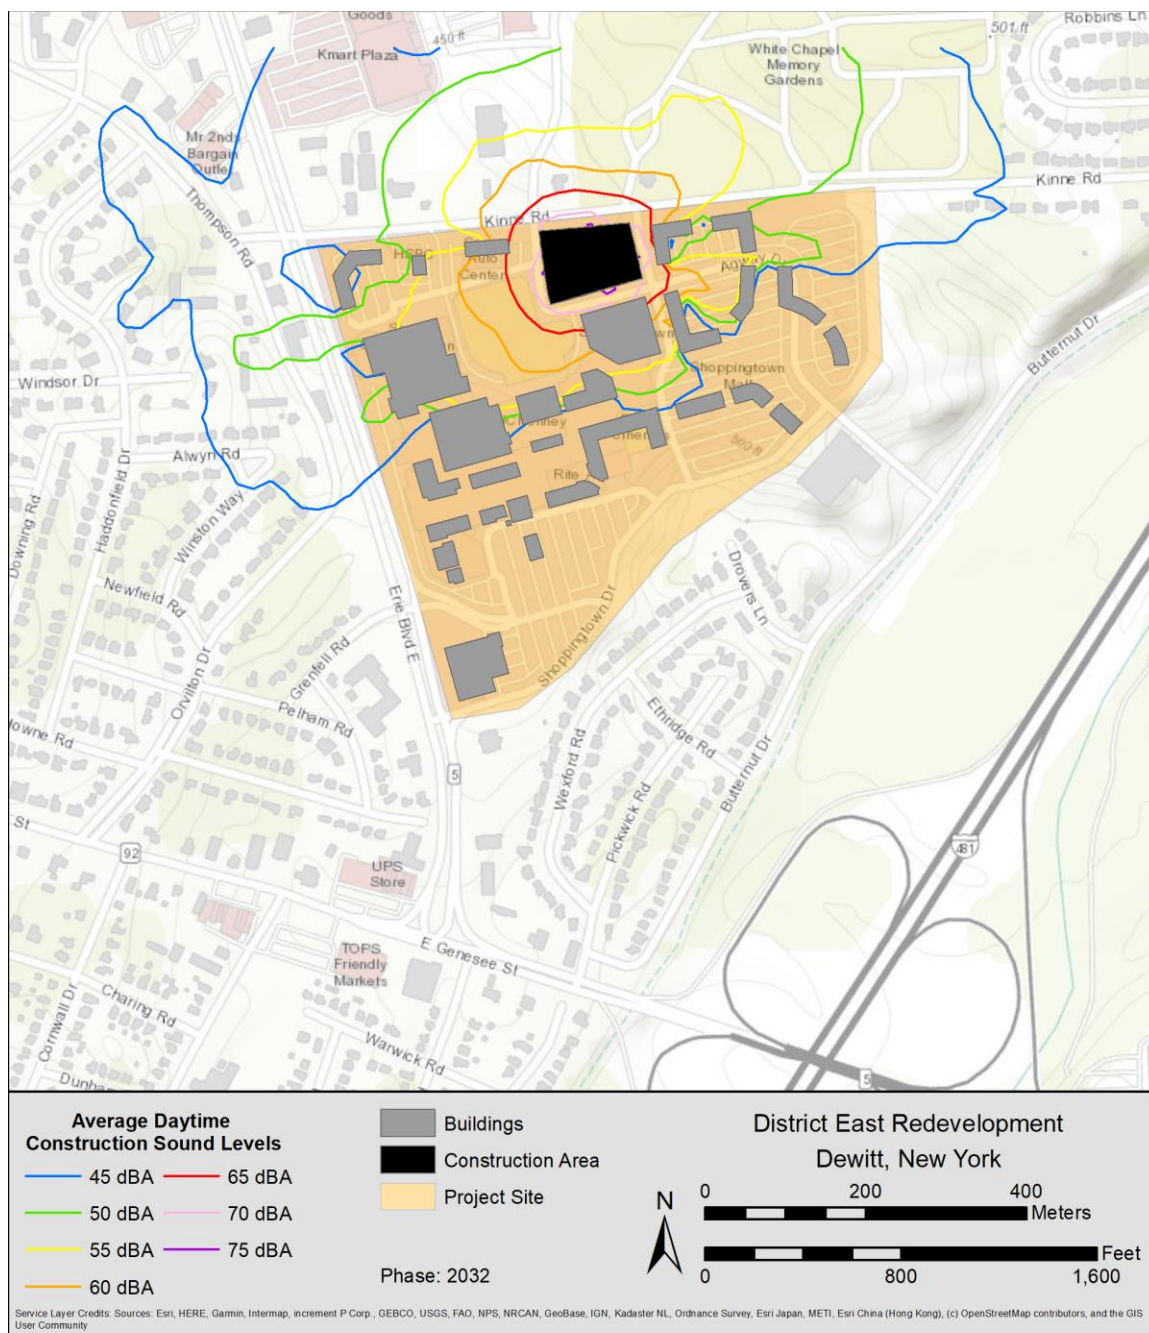 Goods
450 ft
Kmart Plaza
Robbins Ln
501 ft
White Chapel
Memory
Gardens
Mr 2nds
Bargain
Outlet
Thompson Rd
Kinne Rd
Kinne Rd
HSBC
Auto
Center
Agway Dr
Windsor Dr
Shoppingtown
Mall
Butternut Dr
Alwyn Rd
Haddonfield Dr
Downing Rd
Winston Way
500 ft
Rite
Newfield Rd
Drovers Ln
Erie Blvd E
Shoppingtown Dr
Orvilton Dr
Grenfell Rd
Pelham Rd
Ethridge Rd
Butternut Dr
Wexford Rd
Pickwick Rd
downe Rd
5
St
92
481
UPS
Store
E Genesee St
TOPS
Friendly
Markets
Charing Rd
Cornwall Dr
Warwick Rd
Dunha
5
Average Daytime
Construction Sound Levels
45 dBA
65 dBA
50 dBA
70 dBA
55 dBA
75 dBA
60 dBA
Buildings
Construction Area
Project Site
Phase: 2032
District East Redevelopment
Dewitt, New York
N
0 200 400
Meters
Feet
0 800 1,600
Service Layer Credits: Sources: Esri, HERE, Garmin, Intermap, increment P Corp., GEBCO, USGS, FAO, NPS, NRCAN, GeoBase, IGN, Kadaster NL, Ordnance Survey, Esri Japan, METI, Esri China (Hong Kong), (c) OpenStreetMap contributors, and the GIS
User Community